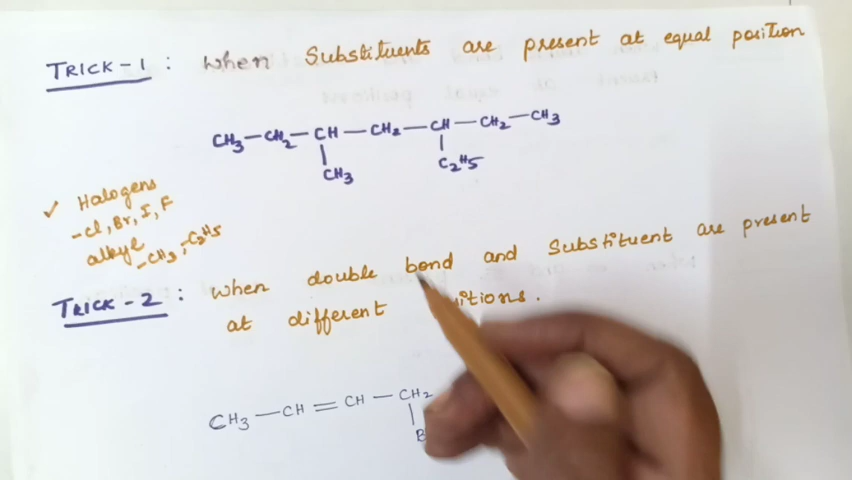 TRICK-1 : when Substituents are present at equal position
CH3 — CH2 — CH — CH2 — CH — CH2 — CH3
CH3 C2H5
✓ Halogens
-Cl, Br, I, F
alkyl
-CH3, -C2H5
TRICK-2 : when double bond and Substituent are present
at different
CH3 — CH = CH — CH2